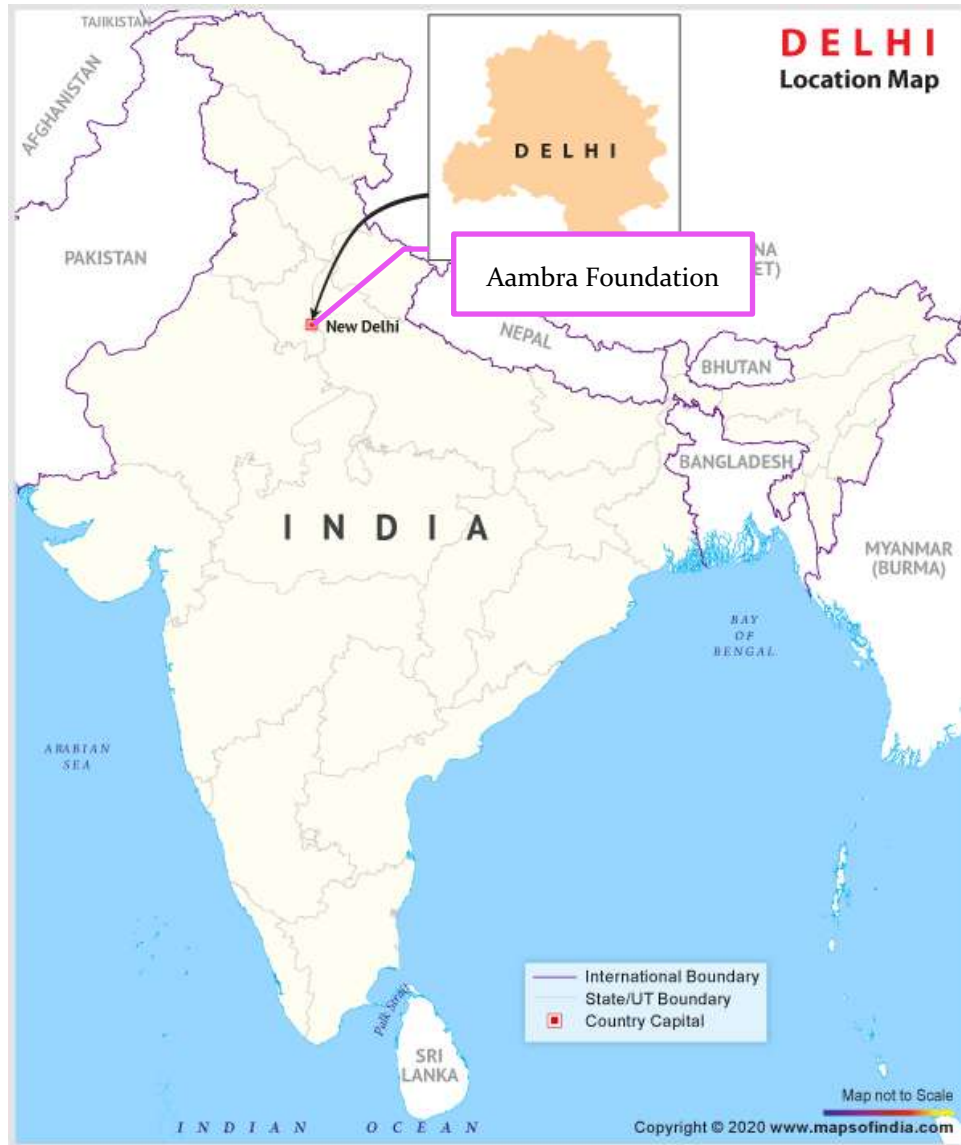 TAJIKISTAN
DELHI
Location Map
AFGHANISTAN
DELHI
PAKISTAN
NA
ET)
Aambra Foundation
New Delhi
NEPAL
BHUTAN
BANGLADESH
INDIA
MYANMAR
(BURMA)
BAY
OF
BENGAL
ARABIAN
SEA
International Boundary
State/UT Boundary
Country Capital
Palk Strait
SRI
LANKA
Map not to Scale
INDIAN OCEAN
Copyright © 2020 www.mapsofindia.com